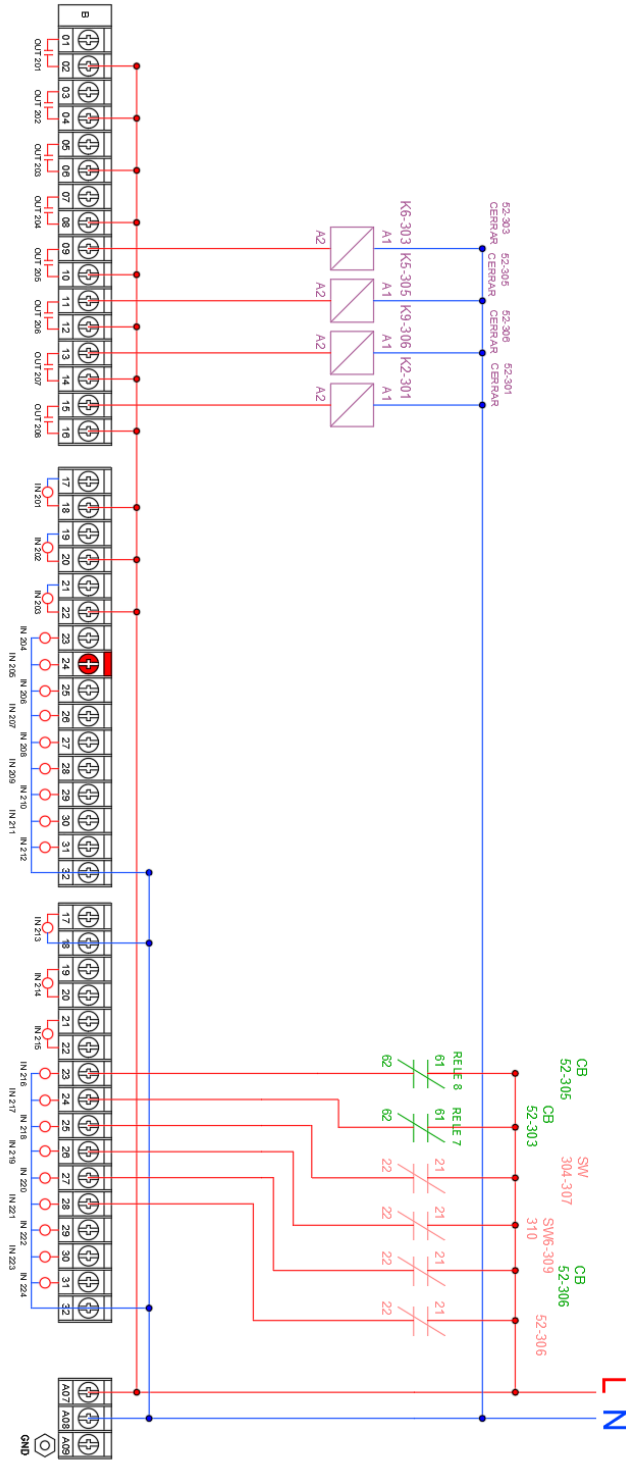 B
01
02
03
04
05
06
07
08
09
10
11
12
13
14
15
16
OUT 201
OUT 202
OUT 203
OUT 204
OUT 205
OUT 206
OUT 207
OUT 208
52-303
CERRAR
52-305
CERRAR
52-306
CERRAR
52-301
CERRAR
K6-303
K5-305
K9-306
K2-301
A1
A2
A1
A2
A1
A2
A1
A2
17
18
19
20
21
22
23
24
25
26
27
28
29
30
31
32
IN 201
IN 202
IN 203
IN 204
IN 205
IN 206
IN 207
IN 208
IN 209
IN 210
IN 211
IN 212
17
18
19
20
21
22
23
24
25
26
27
28
29
30
31
32
IN 213
IN 214
IN 215
IN 216
IN 217
IN 218
IN 219
IN 220
IN 221
IN 222
IN 223
IN 224
CB
52-305
CB
52-303
SW
304-307
SW6-309
310
CB
52-306
52-306
RELE 8
61
62
RELE 7
61
62
21
22
21
22
21
22
21
22
L
N
A07
A08
A09
GND